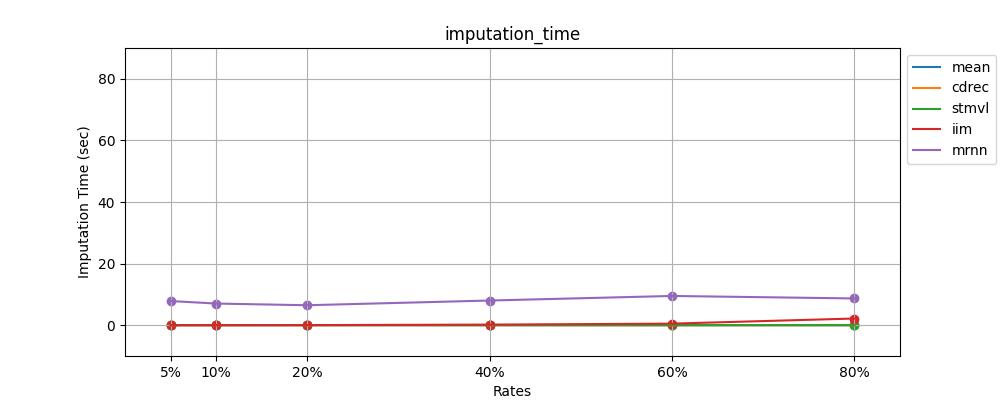 imputation_time
mean
cdrec
stmvl
iim
mrnn
Imputation Time (sec)
80
60
40
20
0
5% 10% 20% 40% 60% 80%
Rates